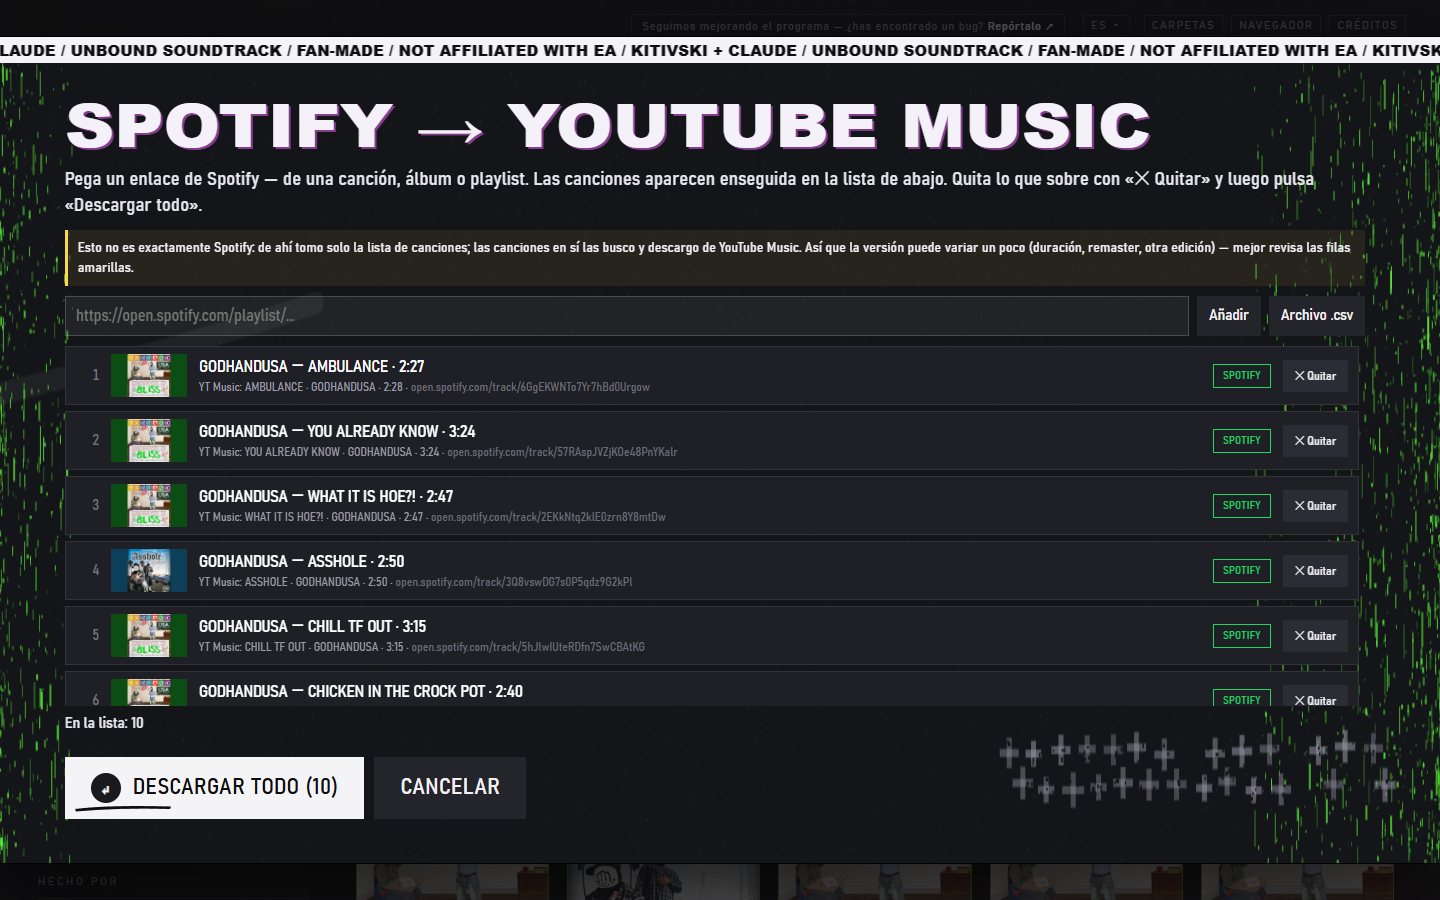 Seguimos mejorando el programa — ¿has encontrado un bug? Repórtalo ↗
ES
CARPETAS
NAVEGADOR
CRÉDITOS
LAUDE / UNBOUND SOUNDTRACK / FAN-MADE / NOT AFFILIATED WITH EA / KITIVSKI + CLAUDE / UNBOUND SOUNDTRACK / FAN-MADE / NOT AFFILIATED WITH EA / KITIVSK
SPOTIFY → YOUTUBE MUSIC
Pega un enlace de Spotify — de una canción, álbum o playlist. Las canciones aparecen enseguida en la lista de abajo. Quita lo que sobre con «✕ Quitar» y luego pulsa
«Descargar todo».
Esto no es exactamente Spotify: de ahí tomo solo la lista de canciones; las canciones en sí las busco y descargo de YouTube Music. Así que la versión puede variar un poco (duración, remaster, otra edición) — mejor revisa las filas
amarillas.
https://open.spotify.com/playlist/...
Añadir
Archivo .csv
1
GODHANDUSA — AMBULANCE · 2:27
YT Music: AMBULANCE · GODHANDUSA · 2:28 · open.spotify.com/track/6GgEKWNTo7Yr7hBd0Urgow
SPOTIFY
✕ Quitar
2
GODHANDUSA — YOU ALREADY KNOW · 3:24
YT Music: YOU ALREADY KNOW · GODHANDUSA · 3:24 · open.spotify.com/track/57RAspJVZjKOe48PnYKalr
SPOTIFY
✕ Quitar
3
GODHANDUSA — WHAT IT IS HOE?! · 2:47
YT Music: WHAT IT IS HOE?! · GODHANDUSA · 2:47 · open.spotify.com/track/2EKkNtq2klE0zrn8Y8mtDw
SPOTIFY
✕ Quitar
4
Asshole
GODHANDUSA — ASSHOLE · 2:50
YT Music: ASSHOLE · GODHANDUSA · 2:50 · open.spotify.com/track/3Q8vswDG7s0P5qdz9G2kPl
SPOTIFY
✕ Quitar
5
GODHANDUSA — CHILL TF OUT · 3:15
YT Music: CHILL TF OUT · GODHANDUSA · 3:15 · open.spotify.com/track/5hJlwIUteRDfn7SwCBAtKG
SPOTIFY
✕ Quitar
6
GODHANDUSA — CHICKEN IN THE CROCK POT · 2:40
SPOTIFY
✕ Quitar
En la lista: 10
DESCARGAR TODO (10)
CANCELAR
HECHO POR